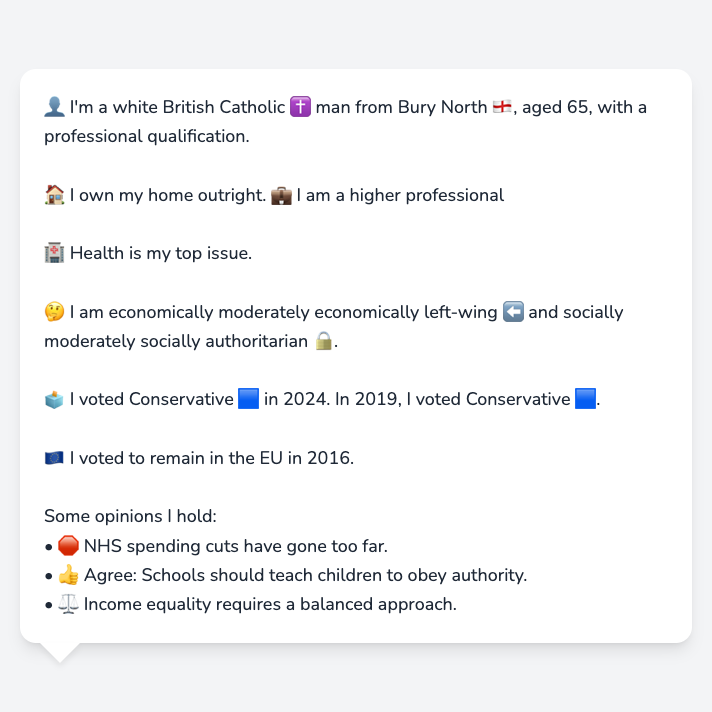 👤 I'm a white British Catholic ✝️ man from Bury North 🏴󠁧󠁢󠁥󠁮󠁧󠁿, aged 65, with a
professional qualification.
🏠 I own my home outright. 💼 I am a higher professional
🏥 Health is my top issue.
🤔 I am economically moderately economically left-wing ⬅️ and socially
moderately socially authoritarian 🔒.
🗳️ I voted Conservative 🟦 in 2024. In 2019, I voted Conservative 🟦.
🇪🇺 I voted to remain in the EU in 2016.
Some opinions I hold:
• 🛑 NHS spending cuts have gone too far.
• 👍 Agree: Schools should teach children to obey authority.
• ⚖️ Income equality requires a balanced approach.